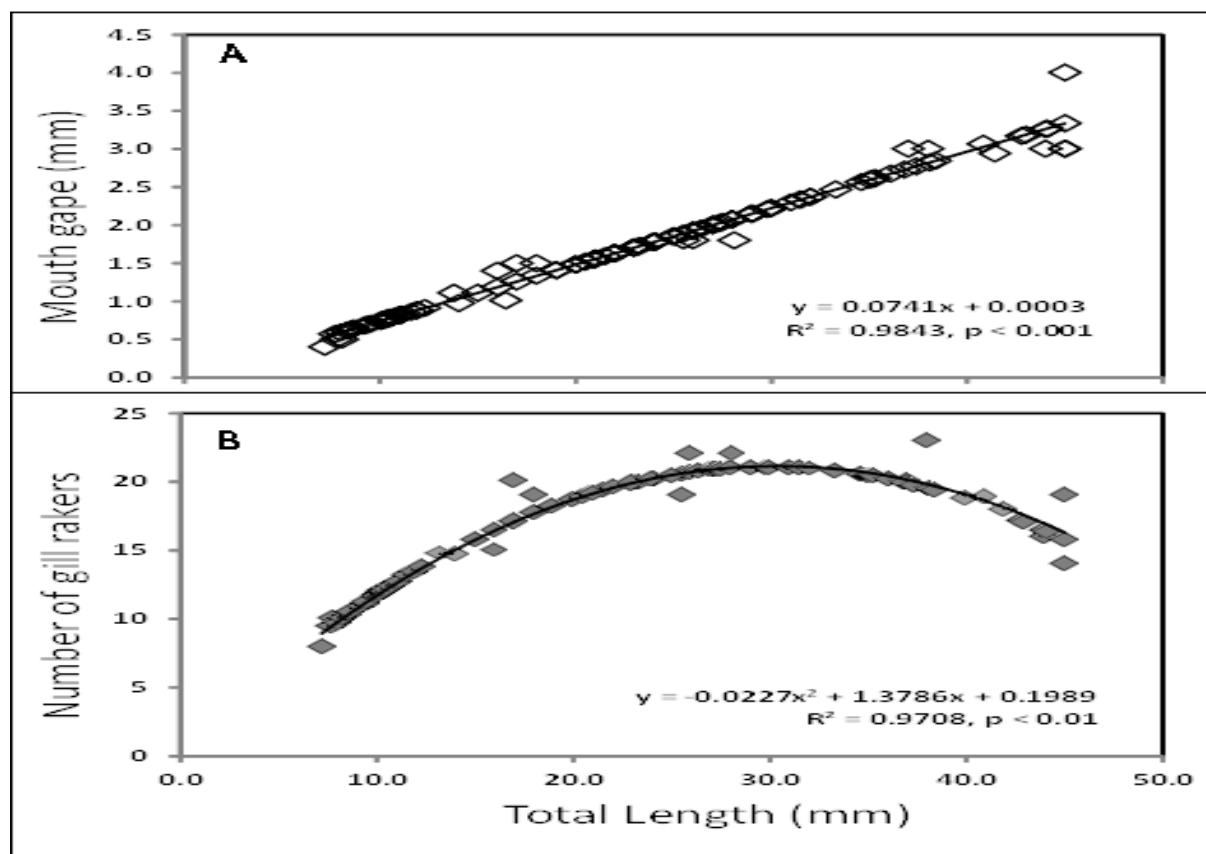 A
Mouth gape (mm)
4.5
4.0
3.5
3.0
2.5
2.0
1.5
1.0
0.5
0.0
y = 0.0741x + 0.0003
R² = 0.9843, p < 0.001
B
Number of gill rakers
25
20
15
10
5
0
y = -0.0227x² + 1.3786x + 0.1989
R² = 0.9708, p < 0.01
0.0 10.0 20.0 30.0 40.0 50.0
Total Length (mm)